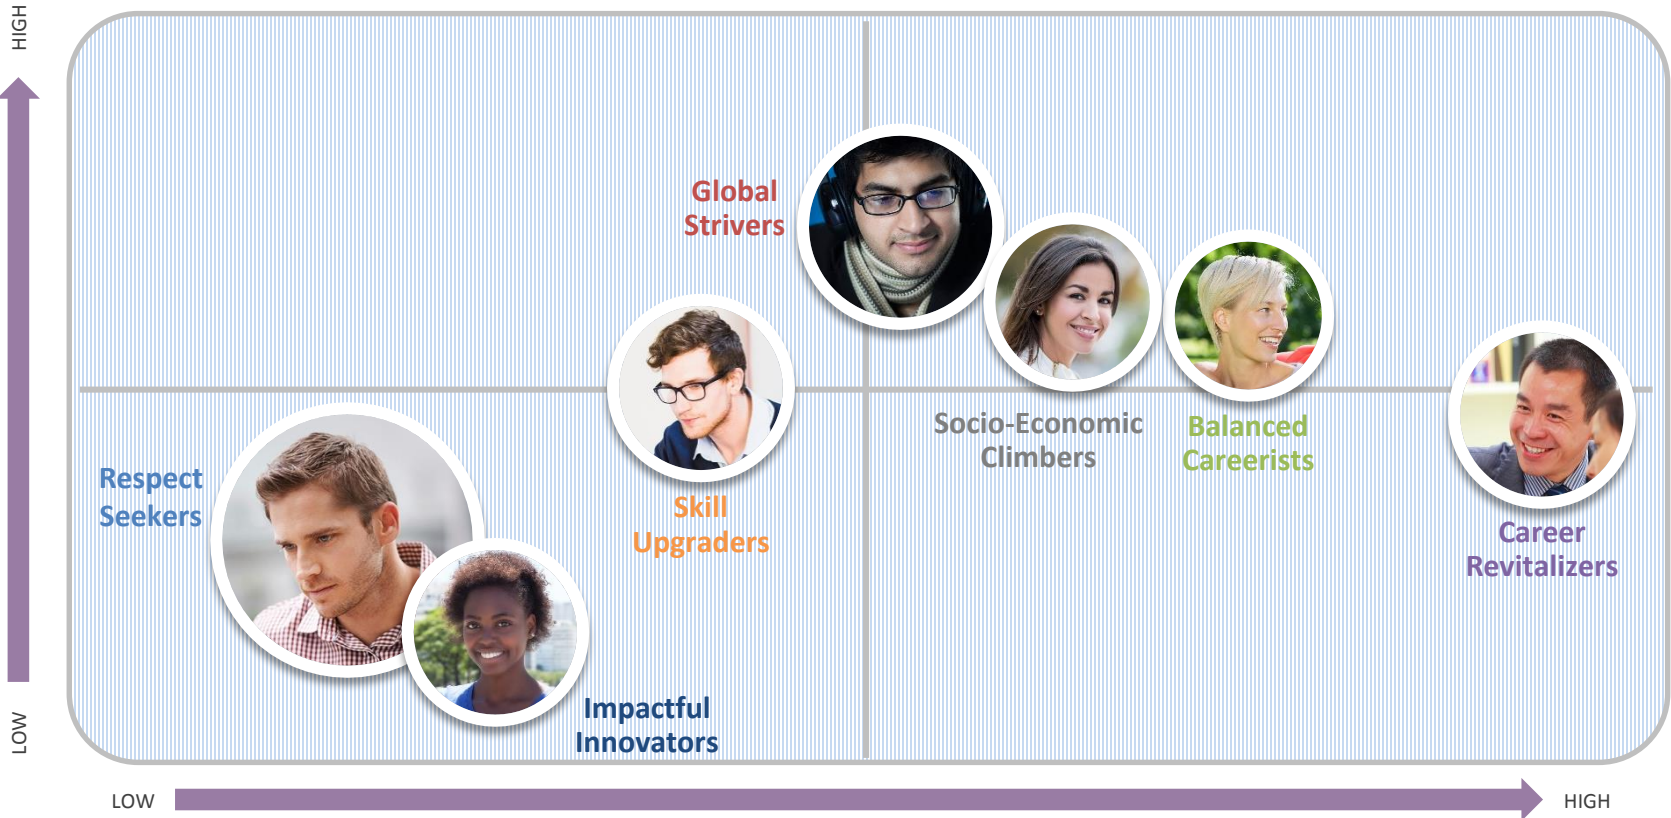 HIGH
Global
Strivers
Socio-Economic
Climbers
Balanced
Careerists
Respect
Seekers
Skill
Upgraders
Career
Revitalizers
Impactful
Innovators
LOW
LOW
HIGH